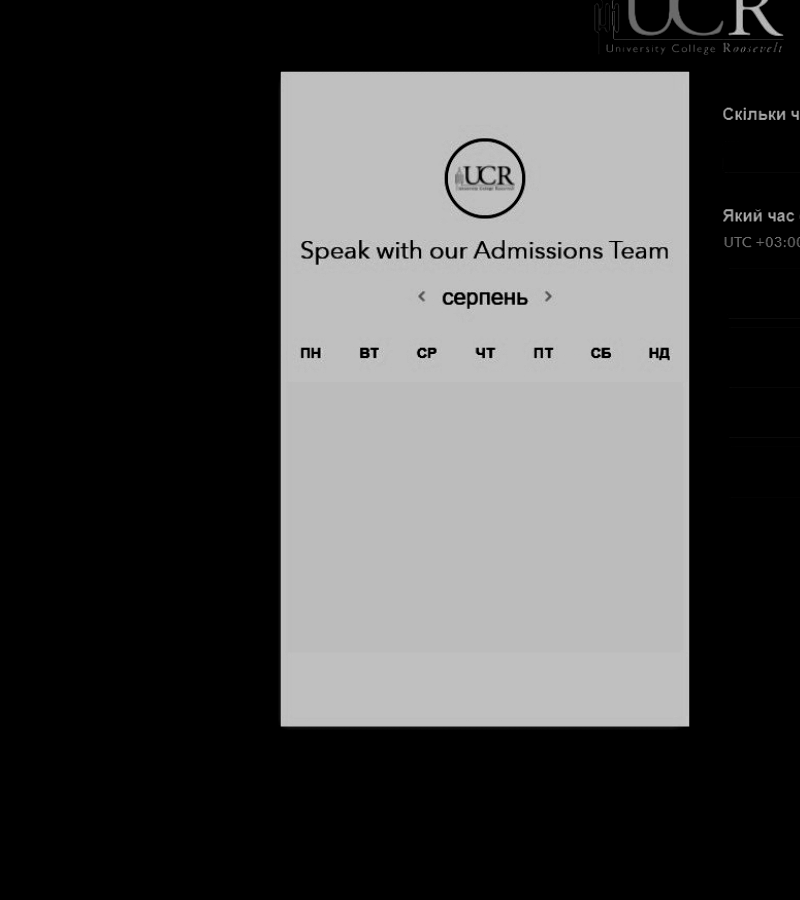 UCR
University College Roosevelt
UCR
University College Roosevelt
Speak with our Admissions Team
серпень
ПН ВТ СР ЧТ ПТ СБ НД
Скільки ч
Який час
UTC +03:00